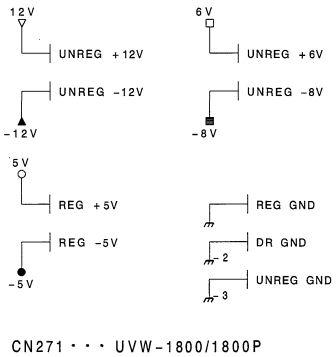 12V
UNREG +12V
UNREG -12V
-12V
6V
UNREG +6V
UNREG -8V
-8V
5V
REG +5V
REG -5V
-5V
REG GND
DR GND
-2
UNREG GND
-3
CN271 ・・・ UVW-1800/1800P